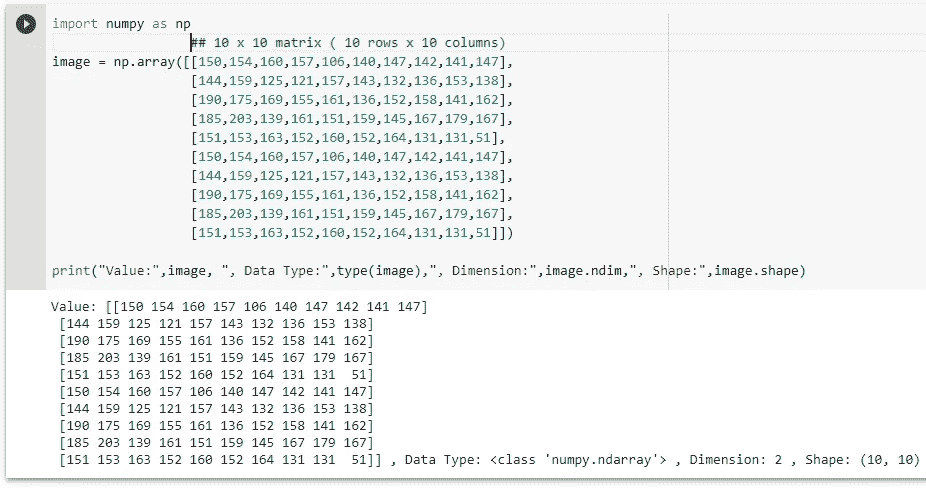 import numpy as np
## 10 x 10 matrix ( 10 rows x 10 columns)
image = np.array([[150,154,160,157,106,140,147,142,141,147],
[144,159,125,121,157,143,132,136,153,138],
[190,175,169,155,161,136,152,158,141,162],
[185,203,139,161,151,159,145,167,179,167],
[151,153,163,152,160,152,164,131,131,51],
[150,154,160,157,106,140,147,142,141,147],
[144,159,125,121,157,143,132,136,153,138],
[190,175,169,155,161,136,152,158,141,162],
[185,203,139,161,151,159,145,167,179,167],
[151,153,163,152,160,152,164,131,131,51]])
print("Value:",image, ", Data Type:",type(image),", Dimension:",image.ndim,", Shape:",image.shape)
Value: [[150 154 160 157 106 140 147 142 141 147]
[144 159 125 121 157 143 132 136 153 138]
[190 175 169 155 161 136 152 158 141 162]
[185 203 139 161 151 159 145 167 179 167]
[151 153 163 152 160 152 164 131 131  51]
[150 154 160 157 106 140 147 142 141 147]
[144 159 125 121 157 143 132 136 153 138]
[190 175 169 155 161 136 152 158 141 162]
[185 203 139 161 151 159 145 167 179 167]
[151 153 163 152 160 152 164 131 131  51]] , Data Type: <class 'numpy.ndarray'> , Dimension: 2 , Shape: (10, 10)